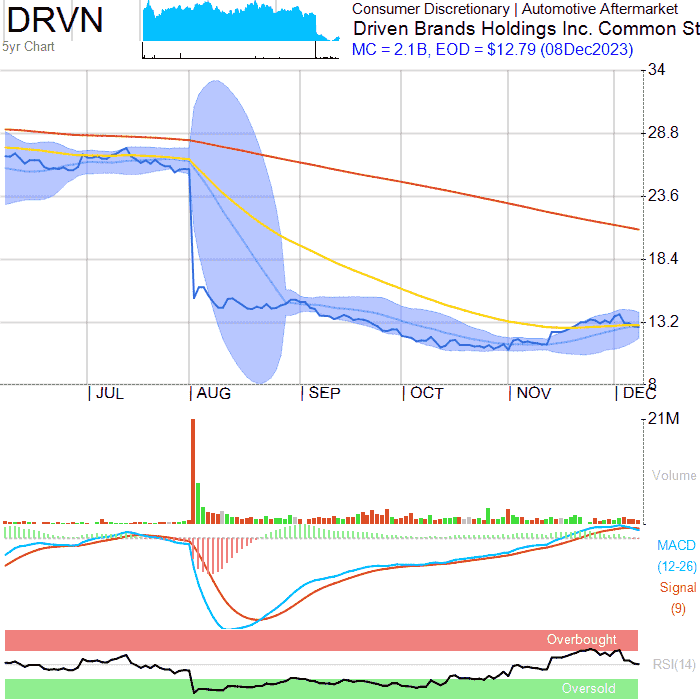 DRVN
5yr Chart
Consumer Discretionary | Automotive Aftermarket
Driven Brands Holdings Inc. Common St
MC = 2.1B, EOD = $12.79 (08Dec2023)
34
28.8
23.6
18.4
13.2
8
JUL AUG SEP OCT NOV DEC
21M
Volume
MACD
(12-26)
Signal
(9)
Overbought
RSI(14)
Oversold